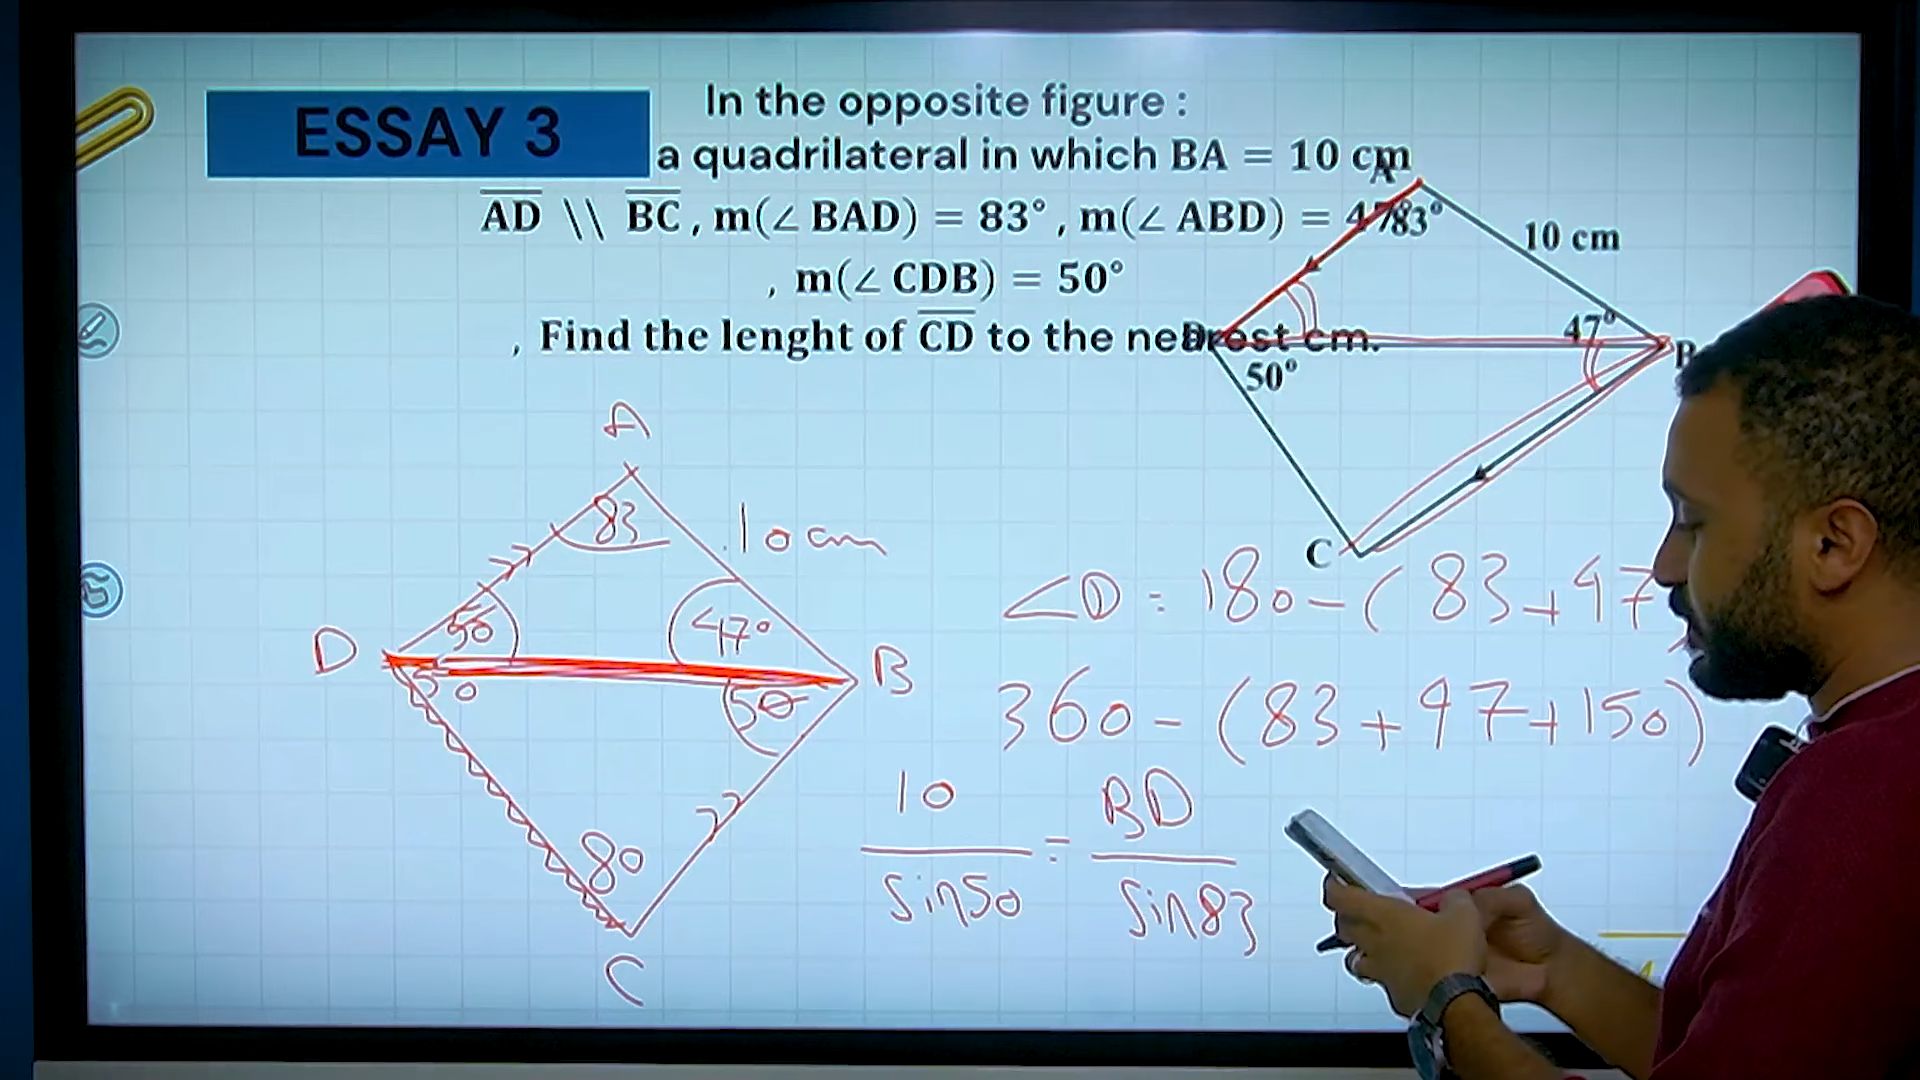 ESSAY 3
In the opposite figure :
a quadrilateral in which BA = 10 cm
AD \\ BC , m(∠ BAD) = 83° , m(∠ ABD) = 47
, m(∠ CDB) = 50°
, Find the lenght of CD to the nearest cm.
A
83°
10 cm
47°
D
B
50°
C
A
83
10 cm
50
47°
D
B
50
50
80
C
∠D = 180 - ( 83 + 47
360 - (83 + 47 + 150)
10 / sin50 = BD / sin83